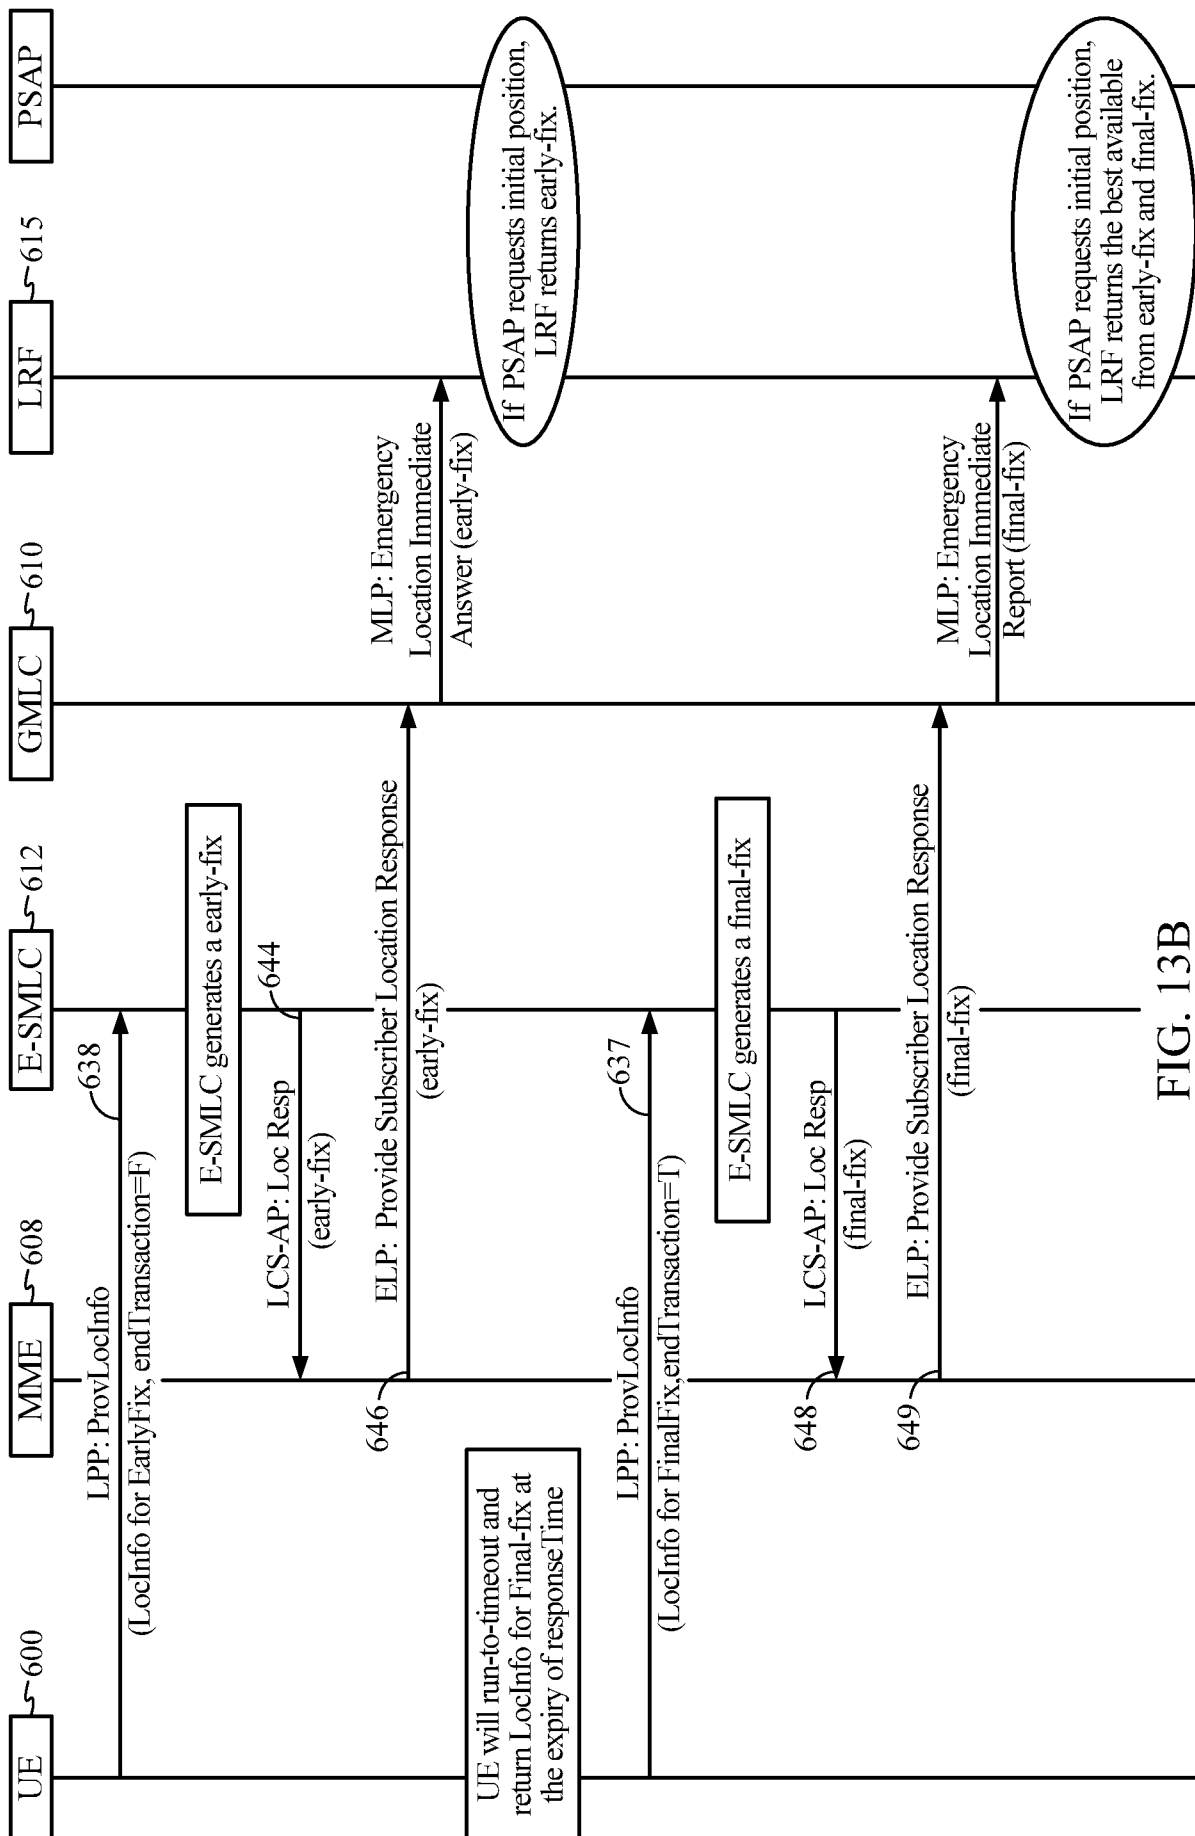 UE 600
MME 608
E-SMLC 612
GMLC 610
LRF 615
PSAP
LPP: ProvLocInfo
(LocInfo for EarlyFix, endTransaction=F)
638
E-SMLC generates a early-fix
644
LCS-AP: Loc Resp
(early-fix)
646
ELP: Provide Subscriber Location Response
(early-fix)
MLP: Emergency
Location Immediate
Answer (early-fix)
If PSAP requests initial position,
LRF returns early-fix.
UE will run-to-timeout and
return LocInfo for Final-fix at
the expiry of responseTime
LPP: ProvLocInfo
(LocInfo for FinalFix,endTransaction=T)
637
E-SMLC generates a final-fix
LCS-AP: Loc Resp
(final-fix)
648
649
ELP: Provide Subscriber Location Response
(final-fix)
MLP: Emergency
Location Immediate
Report (final-fix)
If PSAP requests initial position,
LRF returns the best available
from early-fix and final-fix.
FIG. 13B